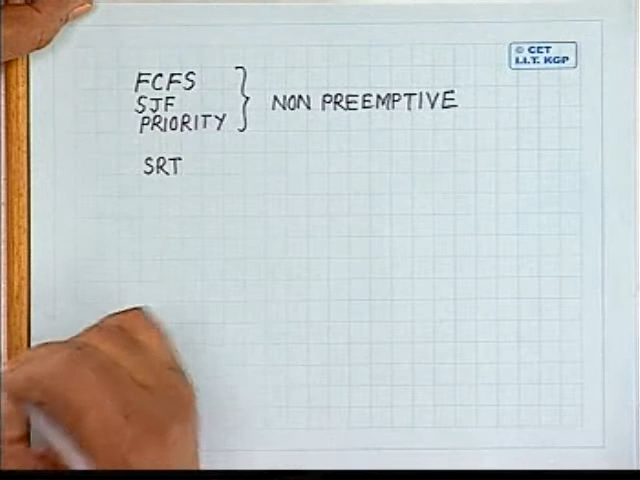 © CET
I.I.T. KGP
FCFS
SJF
PRIORITY
NON PREEMPTIVE
SRT